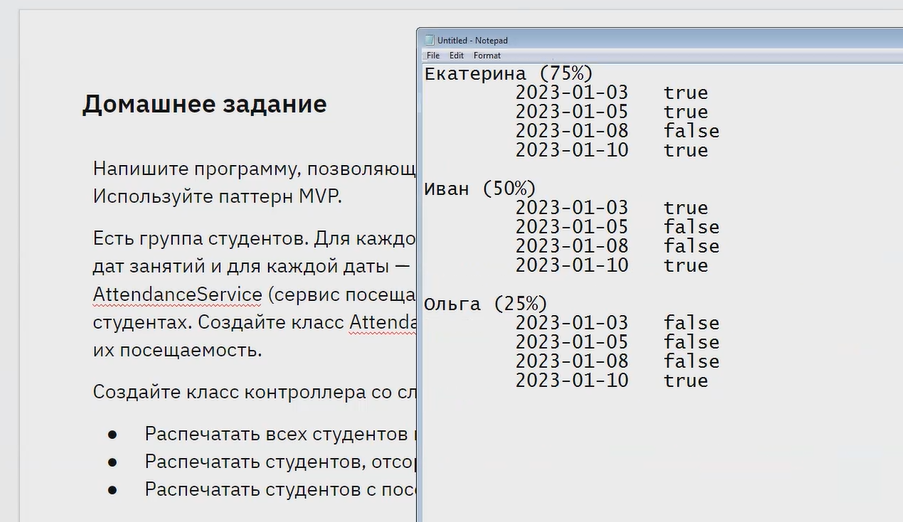 Домашнее задание
Напишите программу, позволяющ
Используйте паттерн MVP.
Есть группа студентов. Для каждо
дат занятий и для каждой даты —
AttendanceService (сервис посеща
студентах. Создайте класс Attenda
их посещаемость.
Создайте класс контроллера со сл
● Распечатать всех студентов
● Распечатать студентов, отсор
● Распечатать студентов с посе
Untitled - Notepad
File Edit Format
Екатерина (75%)
2023-01-03 true
2023-01-05 true
2023-01-08 false
2023-01-10 true
Иван (50%)
2023-01-03 true
2023-01-05 false
2023-01-08 false
2023-01-10 true
Ольга (25%)
2023-01-03 false
2023-01-05 false
2023-01-08 false
2023-01-10 true